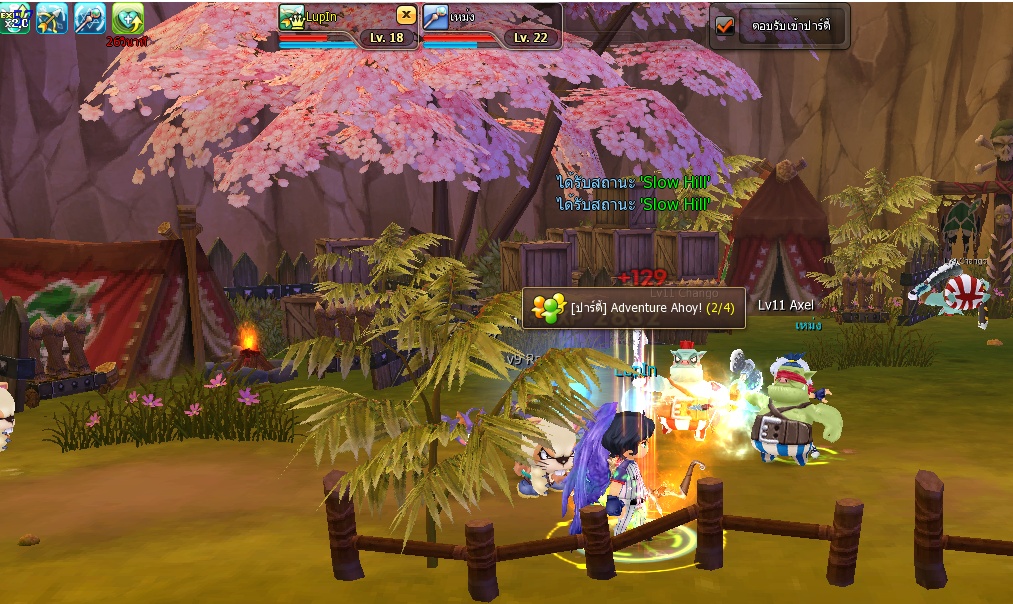 EXP
x2.0
26วินาที
LupIn
Lv. 18
เหม่ง
Lv. 22
ตอบรับเข้าปาร์ตี้
ได้รับสถานะ 'Slow Hill'
ได้รับสถานะ 'Slow Hill'
+129
Lv11 Chango
[ปาร์ตี้] Adventure Ahoy! (2/4)
Lv11 Axel
เหม่ง
LupIn